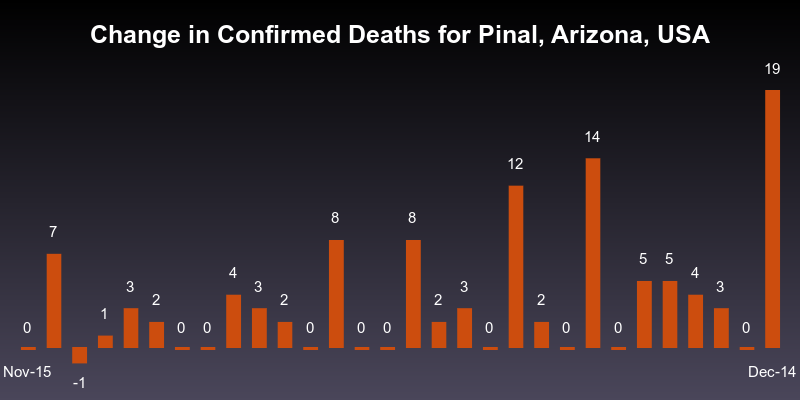 Change in Confirmed Deaths for Pinal, Arizona, USA
0 7 -1 1 3 2 0 0 4 3 2 0 8 0 0 8 2 3 0 12 2 0 14 0 5 5 4 3 0 19
Nov-15 Dec-14